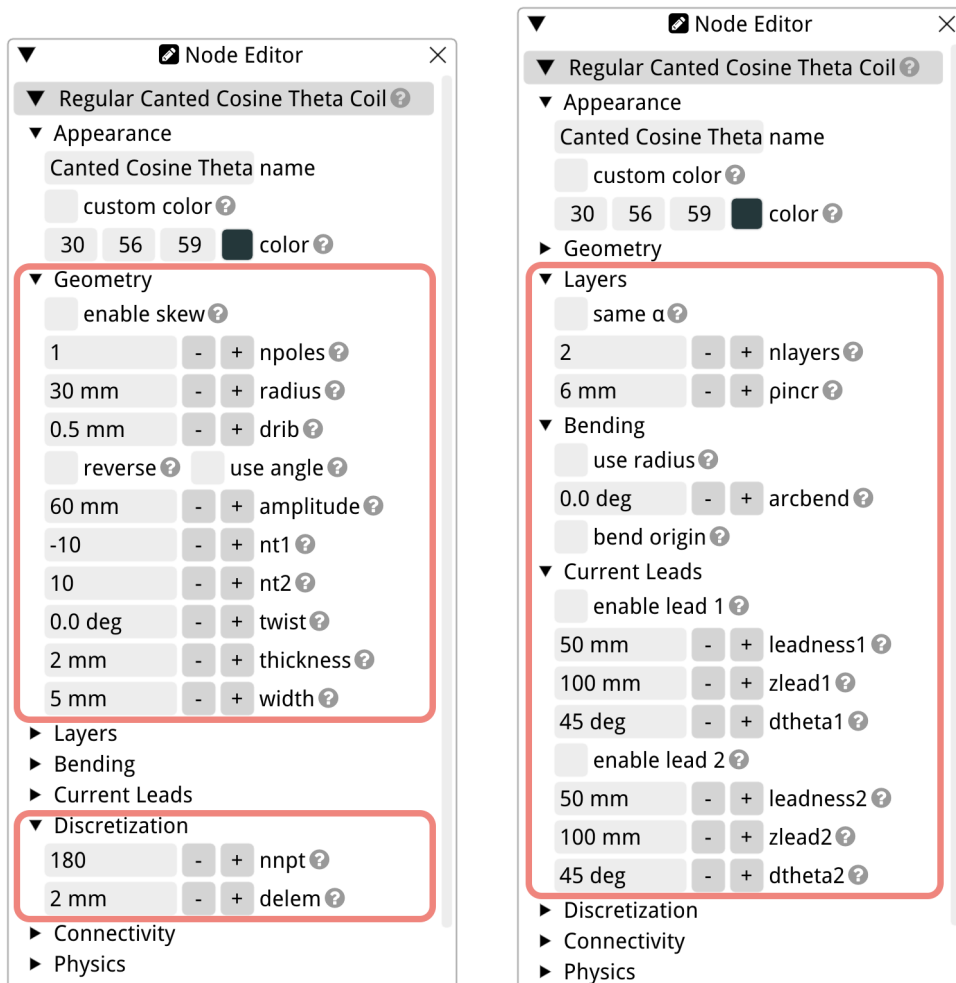 Node Editor
Regular Canted Cosine Theta Coil ?
Appearance
Canted Cosine Theta name
custom color ?
30 56 59 color ?
Geometry
enable skew ?
1 - + npoles ?
30 mm - + radius ?
0.5 mm - + drib ?
reverse ? use angle ?
60 mm - + amplitude ?
-10 - + nt1 ?
10 - + nt2 ?
0.0 deg - + twist ?
2 mm - + thickness ?
5 mm - + width ?
Layers
Bending
Current Leads
Discretization
180 - + nnpt ?
2 mm - + delem ?
Connectivity
Physics
Node Editor
Regular Canted Cosine Theta Coil ?
Appearance
Canted Cosine Theta name
custom color ?
30 56 59 color ?
Geometry
Layers
same α ?
2 - + nlayers ?
6 mm - + ρincr ?
Bending
use radius ?
0.0 deg - + arcbend ?
bend origin ?
Current Leads
enable lead 1 ?
50 mm - + leadness1 ?
100 mm - + zlead1 ?
45 deg - + dtheta1 ?
enable lead 2 ?
50 mm - + leadness2 ?
100 mm - + zlead2 ?
45 deg - + dtheta2 ?
Discretization
Connectivity
Physics